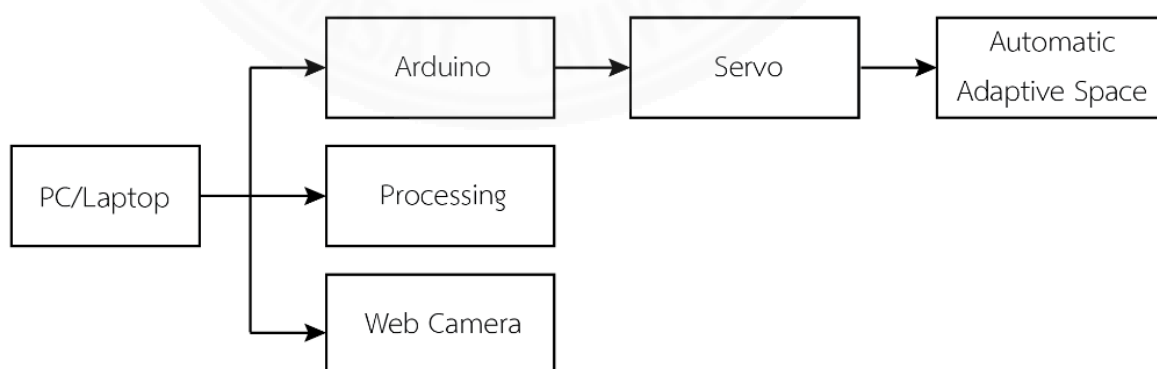 Arduino
Servo
Automatic
Adaptive Space
PC/Laptop
Processing
Web Camera